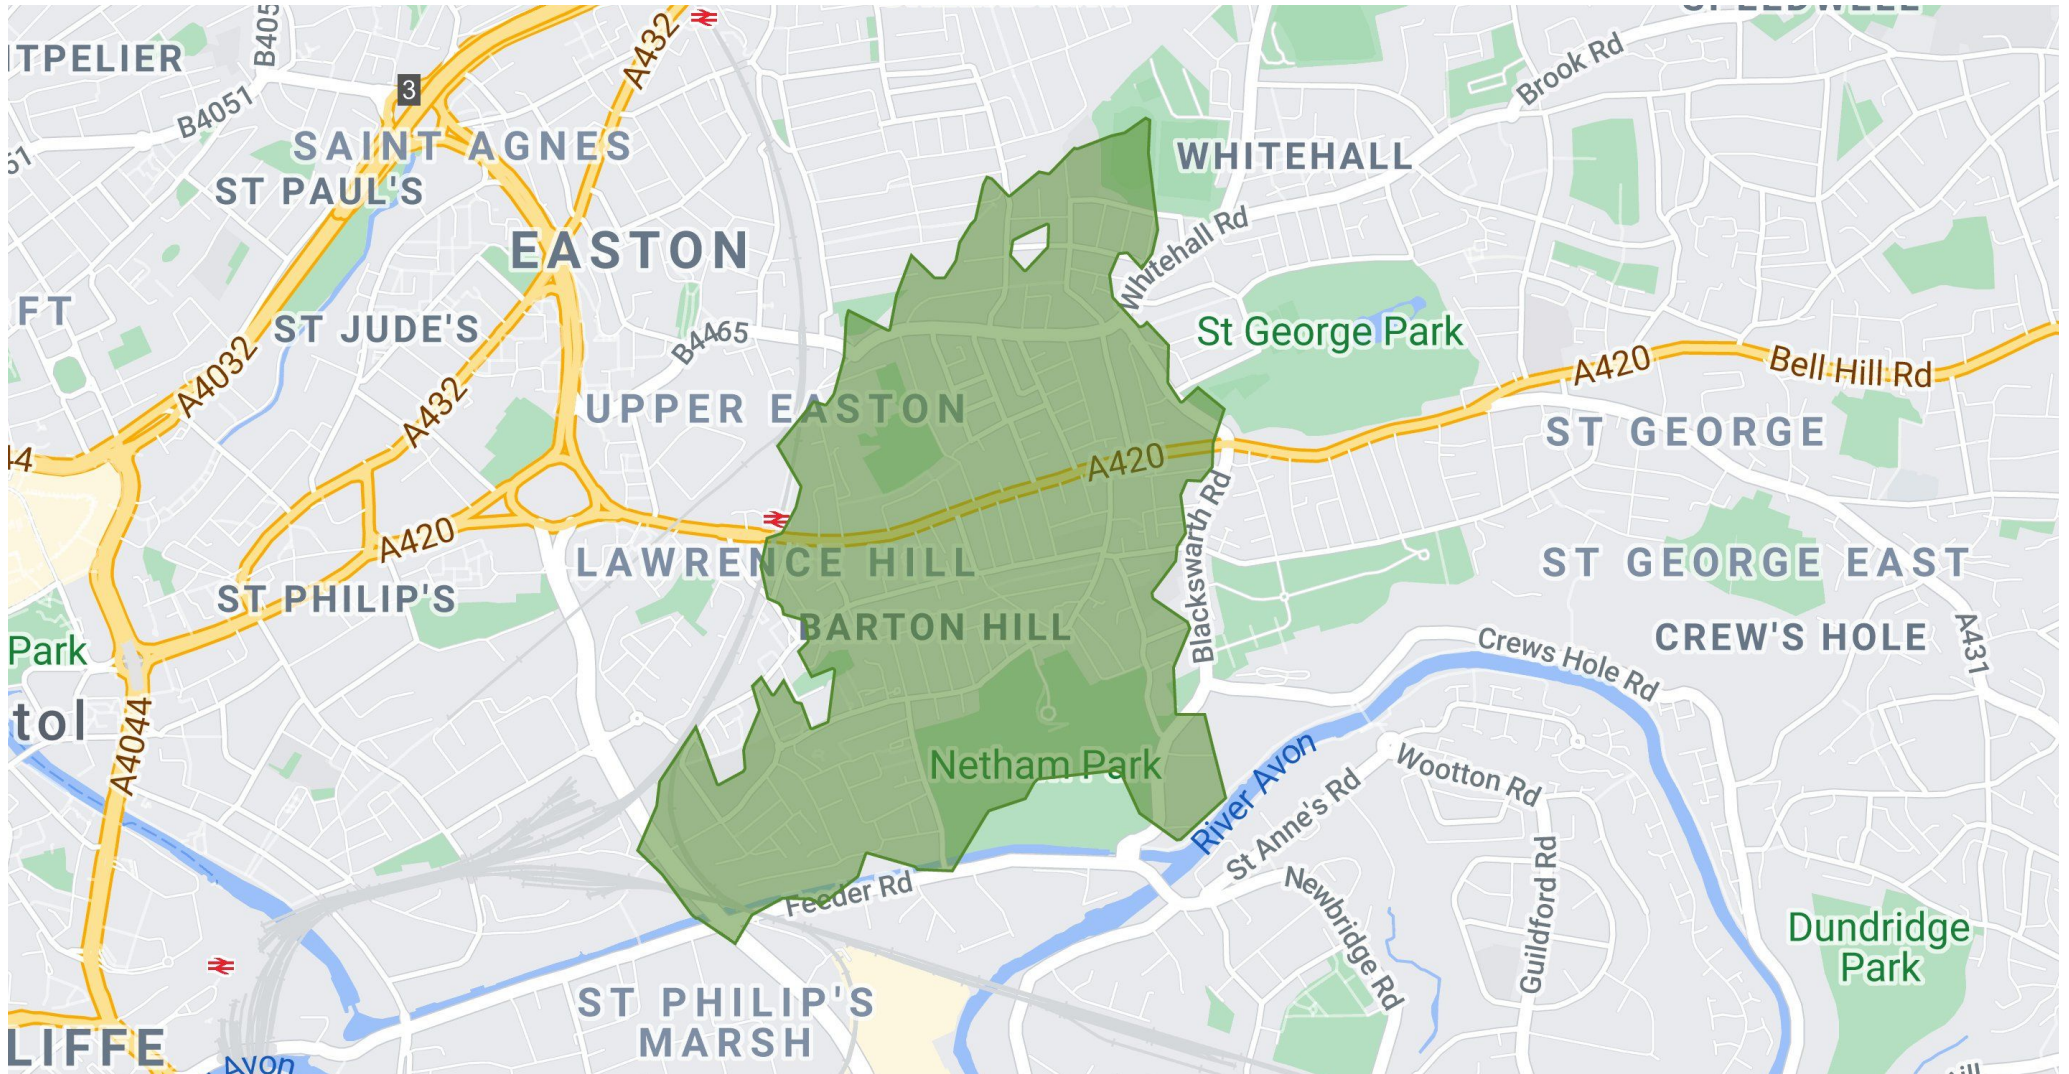 B405
A432
SPEEDWELL
TPELIER
3
Brook Rd
B4051
SAINT AGNES
WHITEHALL
51
ST PAUL'S
EASTON
Whitehall Rd
FT
ST JUDE'S
B4465
St George Park
A4032
A420
Bell Hill Rd
A432
UPPER EASTON
ST GEORGE
44
A420
Blackswarth Rd
A420
LAWRENCE HILL
ST GEORGE EAST
ST PHILIP'S
BARTON HILL
Crews Hole Rd
CREW'S HOLE
A431
Park
tol
A4044
Netham Park
River Avon
Wootton Rd
St Anne's Rd
Feeder Rd
Newbridge Rd
Guildford Rd
Dundridge
Park
ST PHILIP'S
MARSH
LIFFE
Avon